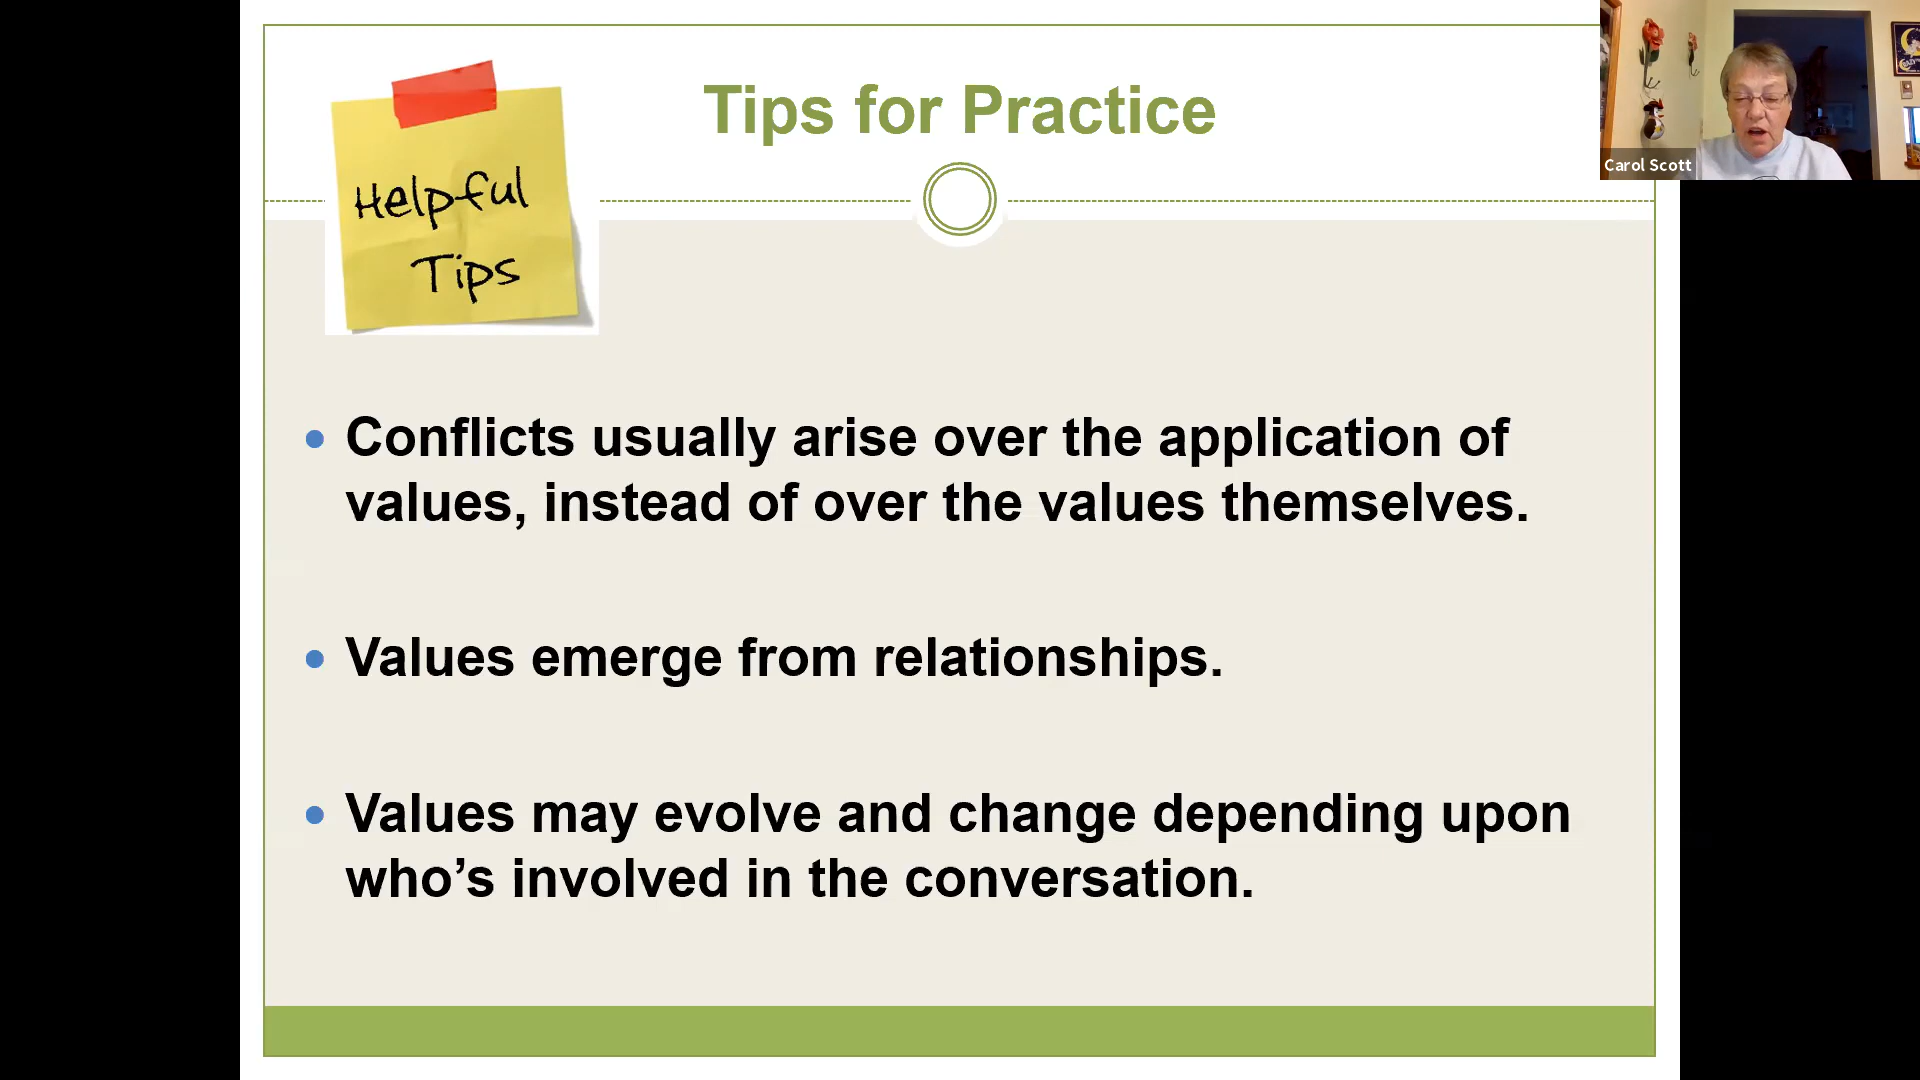 Tips for Practice
Carol Scott
Helpful
Tips
• Conflicts usually arise over the application of
values, instead of over the values themselves.
• Values emerge from relationships.
• Values may evolve and change depending upon
who’s involved in the conversation.